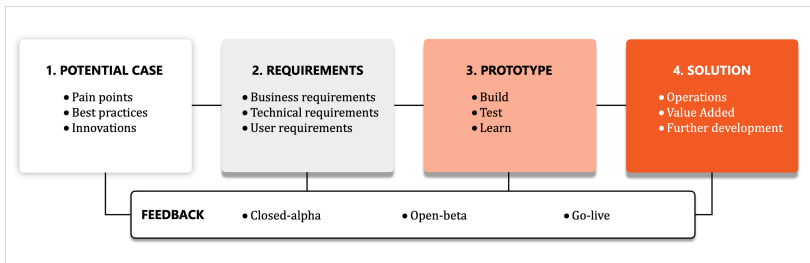 1. POTENTIAL CASE
• Pain points
• Best practices
• Innovations
2. REQUIREMENTS
• Business requirements
• Technical requirements
• User requirements
3. PROTOTYPE
• Build
• Test
• Learn
4. SOLUTION
• Operations
• Value Added
• Further development
FEEDBACK • Closed-alpha • Open-beta • Go-live